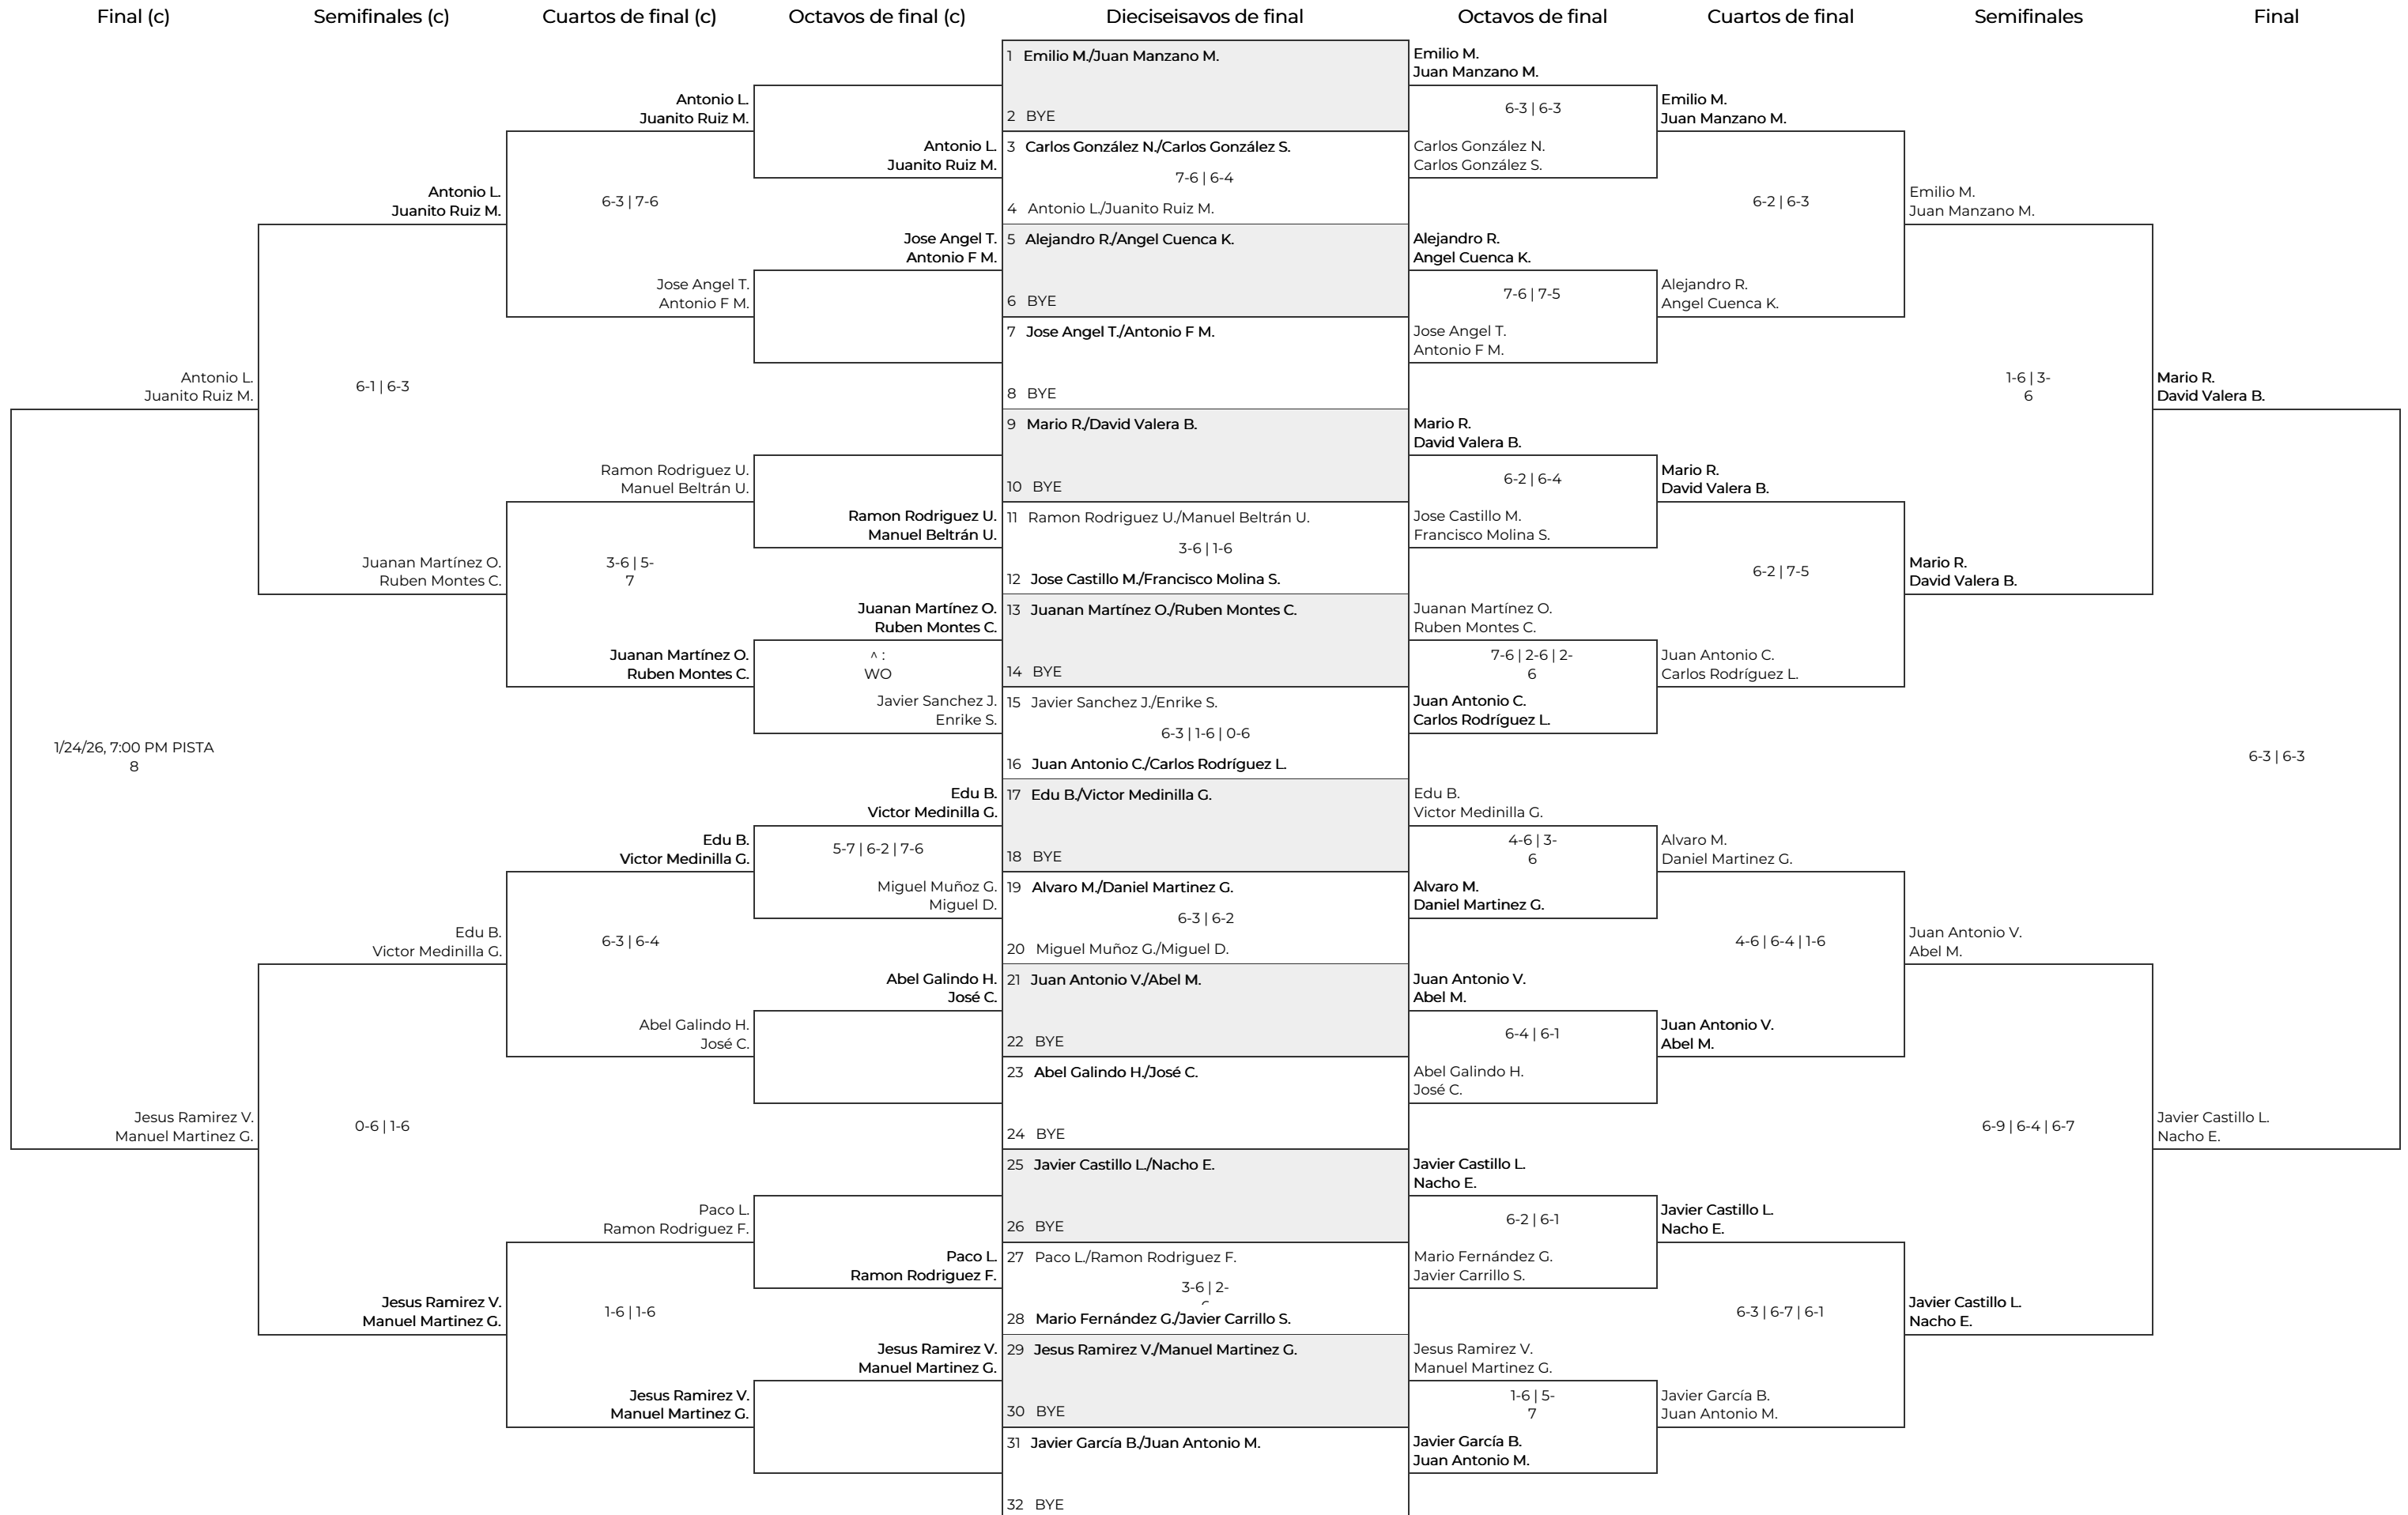 Final (c)
Semifinales (c)
Cuartos de final (c)
Octavos de final (c)
Dieciseisavos de final
Octavos de final
Cuartos de final
Semifinales
Final
Antonio L.
Juanito Ruiz M.
1/24/26, 7:00 PM PISTA
8
Jesus Ramirez V.
Manuel Martinez G.
Antonio L.
Juanito Ruiz M.
6-1 | 6-3
Juanan Martínez O.
Ruben Montes C.
Edu B.
Victor Medinilla G.
0-6 | 1-6
Jesus Ramirez V.
Manuel Martinez G.
Antonio L.
Juanito Ruiz M.
6-3 | 7-6
Jose Angel T.
Antonio F M.
Ramon Rodriguez U.
Manuel Beltrán U.
3-6 | 5-
7
Juanan Martínez O.
Ruben Montes C.
Edu B.
Victor Medinilla G.
6-3 | 6-4
Abel Galindo H.
José C.
Paco L.
Ramon Rodriguez F.
1-6 | 1-6
Jesus Ramirez V.
Manuel Martinez G.
Antonio L.
Juanito Ruiz M.
Jose Angel T.
Antonio F M.
Ramon Rodriguez U.
Manuel Beltrán U.
Juanan Martínez O.
Ruben Montes C.
^ :
WO
Javier Sanchez J.
Enrike S.
Edu B.
Victor Medinilla G.
5-7 | 6-2 | 7-6
Miguel Muñoz G.
Miguel D.
Abel Galindo H.
José C.
Paco L.
Ramon Rodriguez F.
Jesus Ramirez V.
Manuel Martinez G.
1 Emilio M./Juan Manzano M.
2 BYE
3 Carlos González N./Carlos González S.
7-6 | 6-4
4 Antonio L./Juanito Ruiz M.
5 Alejandro R./Angel Cuenca K.
6 BYE
7 Jose Angel T./Antonio F M.
8 BYE
9 Mario R./David Valera B.
10 BYE
11 Ramon Rodriguez U./Manuel Beltrán U.
3-6 | 1-6
12 Jose Castillo M./Francisco Molina S.
13 Juanan Martínez O./Ruben Montes C.
14 BYE
15 Javier Sanchez J./Enrike S.
6-3 | 1-6 | 0-6
16 Juan Antonio C./Carlos Rodríguez L.
17 Edu B./Victor Medinilla G.
18 BYE
19 Alvaro M./Daniel Martinez G.
6-3 | 6-2
20 Miguel Muñoz G./Miguel D.
21 Juan Antonio V./Abel M.
22 BYE
23 Abel Galindo H./José C.
24 BYE
25 Javier Castillo L./Nacho E.
26 BYE
27 Paco L./Ramon Rodriguez F.
3-6 | 2-
28 Mario Fernández G./Javier Carrillo S.
29 Jesus Ramirez V./Manuel Martinez G.
30 BYE
31 Javier García B./Juan Antonio M.
32 BYE
Emilio M.
Juan Manzano M.
6-3 | 6-3
Carlos González N.
Carlos González S.
Alejandro R.
Angel Cuenca K.
7-6 | 7-5
Jose Angel T.
Antonio F M.
Mario R.
David Valera B.
6-2 | 6-4
Jose Castillo M.
Francisco Molina S.
Juanan Martínez O.
Ruben Montes C.
7-6 | 2-6 | 2-
6
Juan Antonio C.
Carlos Rodríguez L.
Edu B.
Victor Medinilla G.
4-6 | 3-
6
Alvaro M.
Daniel Martinez G.
Juan Antonio V.
Abel M.
6-4 | 6-1
Abel Galindo H.
José C.
Javier Castillo L.
Nacho E.
6-2 | 6-1
Mario Fernández G.
Javier Carrillo S.
Jesus Ramirez V.
Manuel Martinez G.
1-6 | 5-
7
Javier García B.
Juan Antonio M.
Emilio M.
Juan Manzano M.
6-2 | 6-3
Alejandro R.
Angel Cuenca K.
Mario R.
David Valera B.
6-2 | 7-5
Juan Antonio C.
Carlos Rodríguez L.
Alvaro M.
Daniel Martinez G.
4-6 | 6-4 | 1-6
Juan Antonio V.
Abel M.
Javier Castillo L.
Nacho E.
6-3 | 6-7 | 6-1
Javier García B.
Juan Antonio M.
Emilio M.
Juan Manzano M.
1-6 | 3-
6
Mario R.
David Valera B.
Juan Antonio V.
Abel M.
6-9 | 6-4 | 6-7
Javier Castillo L.
Nacho E.
Mario R.
David Valera B.
6-3 | 6-3
Javier Castillo L.
Nacho E.